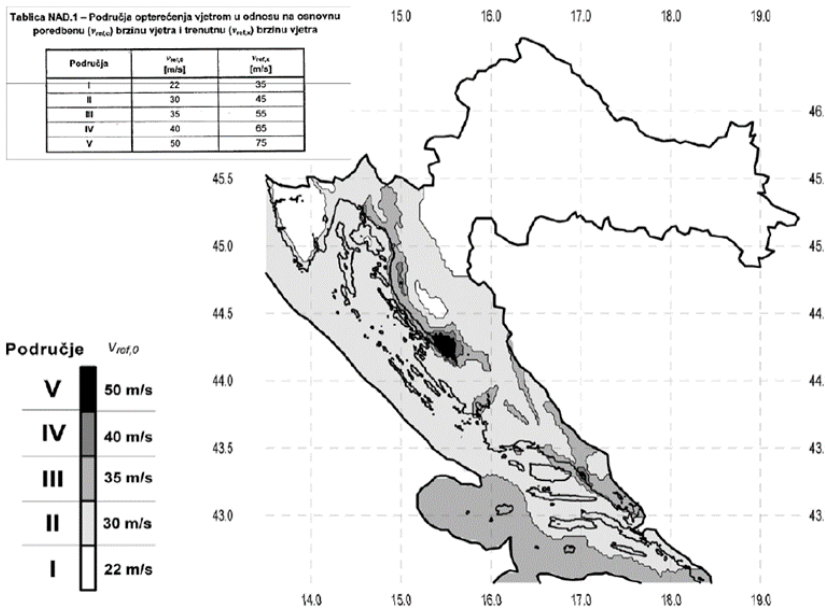 Tablica NAD.1 – Područja opterećenja vjetrom u odnosu na osnovnu
poredbenu (vref,o) brzinu vjetra i trenutnu (vref,x) brzinu vjetra
Područja vref,o [m/s] vref,x [m/s]
I 22 35
II 30 45
III 35 55
IV 40 65
V 50 75
15.0 16.0 17.0 18.0 19.0
46.
45.5 45.
45.0 45.
44.5 44.
44.0 44.
43.5 43.
43.0 43.
14.0 15.0 16.0 17.0 18.0 19.0
Područje Vref,0
V 50 m/s
IV 40 m/s
III 35 m/s
II 30 m/s
I 22 m/s